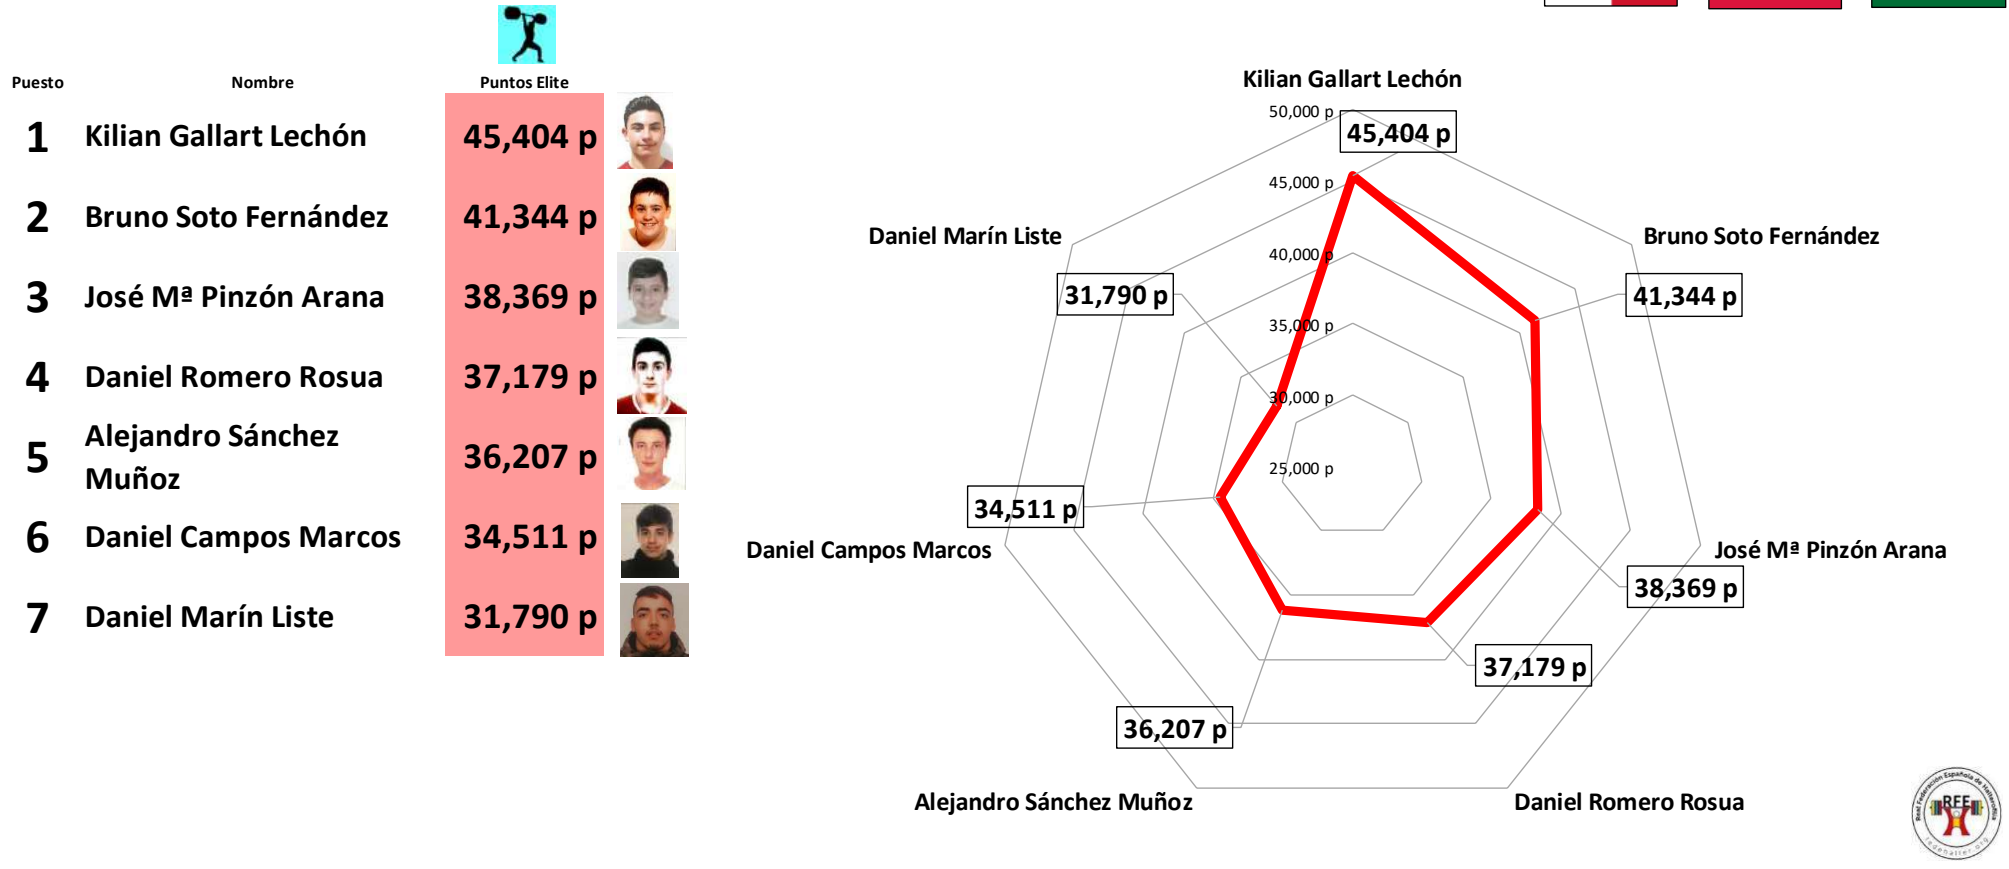 Puesto Nombre Puntos Elite
1 Kilian Gallart Lechón 45,404 p
2 Bruno Soto Fernández 41,344 p
3 José Mª Pinzón Arana 38,369 p
4 Daniel Romero Rosua 37,179 p
5 Alejandro Sánchez
Muñoz 36,207 p
6 Daniel Campos Marcos 34,511 p
7 Daniel Marín Liste 31,790 p
Kilian Gallart Lechón
50,000 p
45,404 p
45,000 p
Daniel Marín Liste
Bruno Soto Fernández
40,000 p
31,790 p
41,344 p
35,000 p
30,000 p
25,000 p
34,511 p
Daniel Campos Marcos
José Mª Pinzón Arana
38,369 p
37,179 p
36,207 p
Alejandro Sánchez Muñoz
Daniel Romero Rosua
Real Federación Española de Halterofilia
RFEH